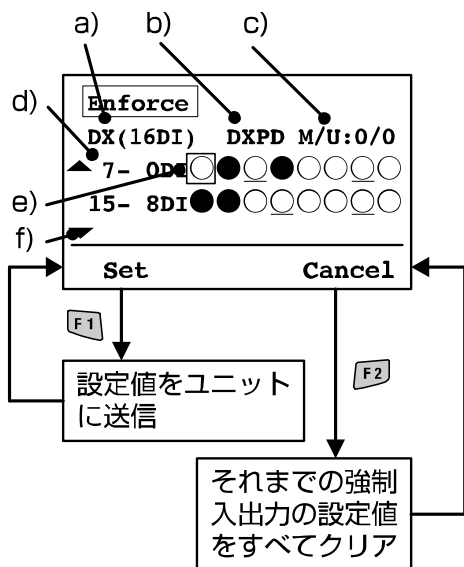 a)
b)
c)
Enforce
DX(16DI) DXPD M/U:0/0
d)
7- 0DI
e)
15- 8DI
f)
Set Cancel
F1
F2
設定値をユニット
に送信
それまでの強制
入出力の設定値
をすべてクリア